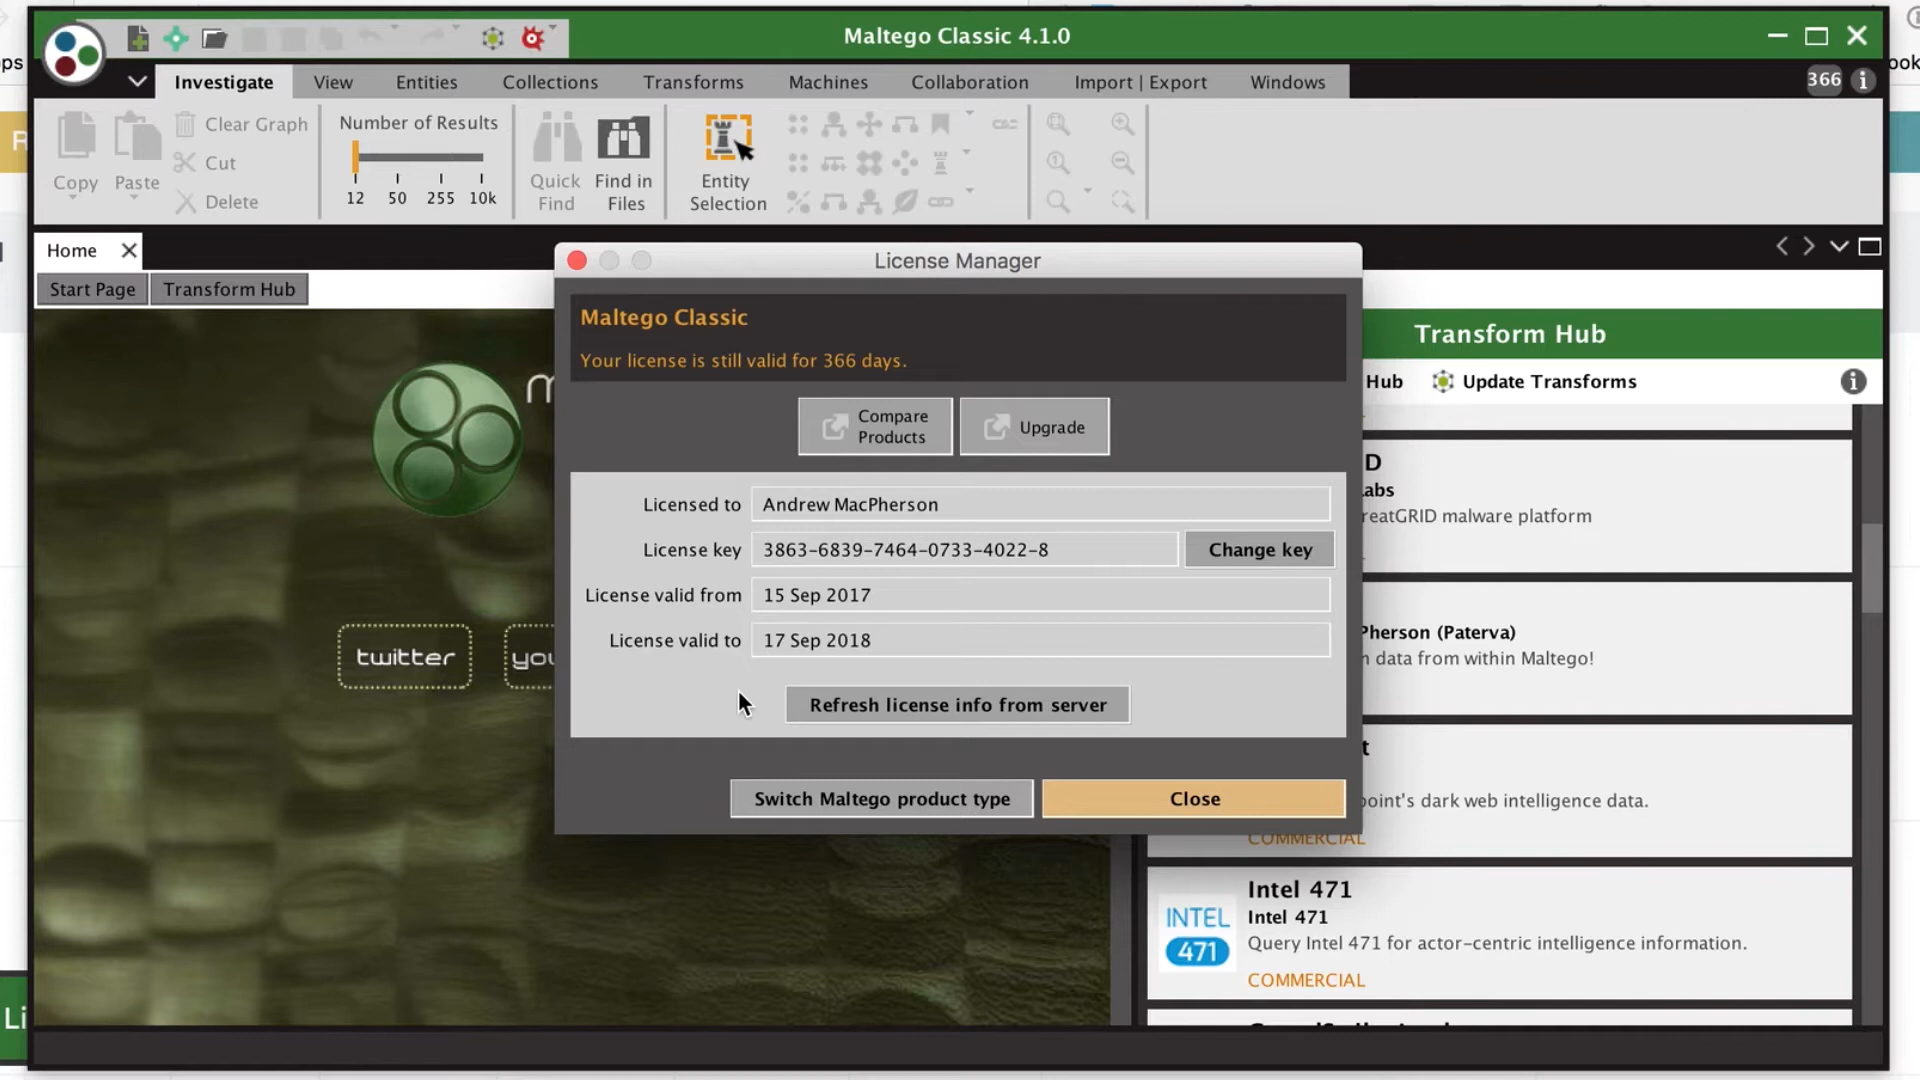 Maltego Classic 4.1.0
Investigate View Entities Collections Transforms Machines Collaboration Import | Export Windows
366
Clear Graph
Cut
Delete
Copy Paste
Number of Results
12 50 255 10k
Quick Find
Find in Files
Entity Selection
Home
Start Page Transform Hub
twitter
License Manager
Maltego Classic
Your license is still valid for 366 days.
Compare Products
Upgrade
Licensed to Andrew MacPherson
License key 3863-6839-7464-0733-4022-8 Change key
License valid from 15 Sep 2017
License valid to 17 Sep 2018
Refresh license info from server
Switch Maltego product type Close
Transform Hub
Hub Update Transforms
malware platform
(Paterva)
data from within Maltego!
dark web intelligence data.
COMMERCIAL
INTEL
471
Intel 471
Intel 471
Query Intel 471 for actor-centric intelligence information.
COMMERCIAL